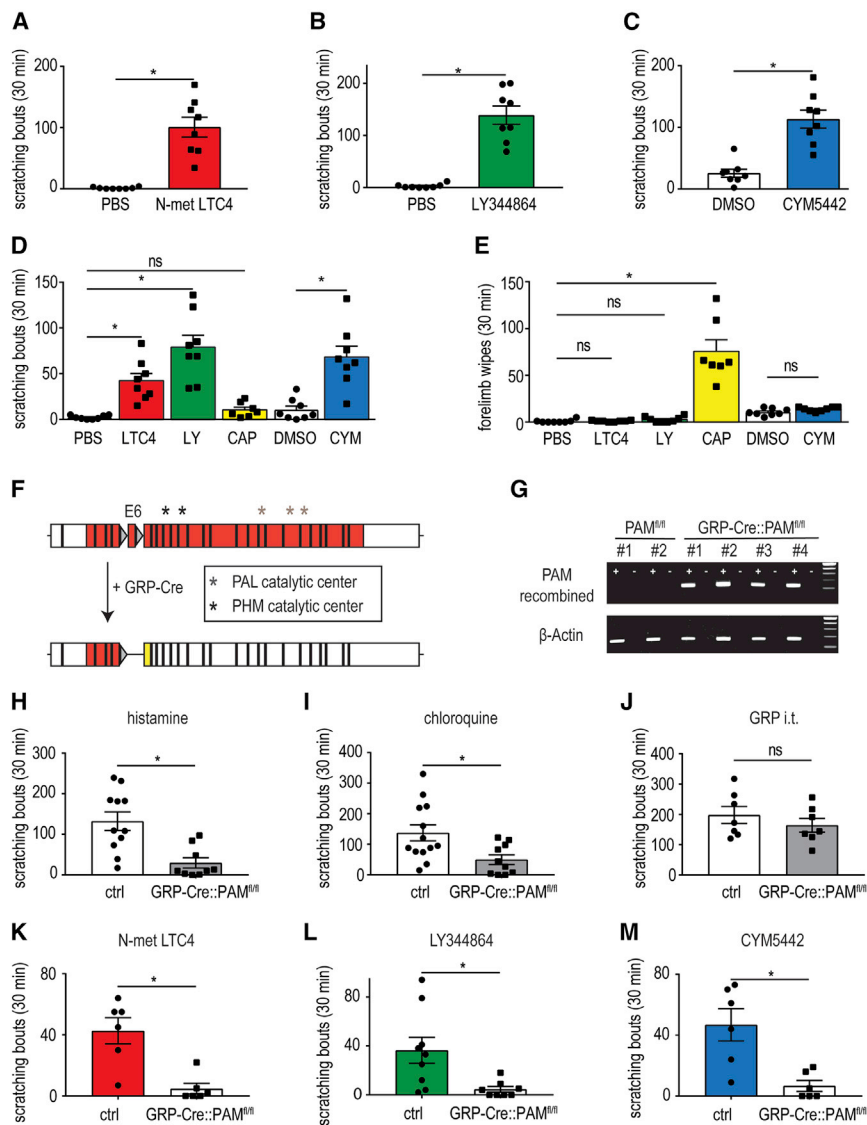 A
scratching bouts (30 min)
200
100
0
*
PBS
N-met LTC4
B
scratching bouts (30 min)
200
100
0
*
PBS
LY344864
C
scratching bouts (30 min)
200
100
0
*
DMSO
CYM5442
D
scratching bouts (30 min)
150
100
50
0
ns
*
*
*
PBS
LTC4
LY
CAP
DMSO
CYM
E
forelimb wipes (30 min)
150
100
50
0
*
ns
ns
ns
PBS
LTC4
LY
CAP
DMSO
CYM
F
E6 * * * * *
+ GRP-Cre
* PAL catalytic center
* PHM catalytic center
G
PAMfl/fl GRP-Cre::PAMfl/fl
#1 #2 #1 #2 #3 #4
+ - + - + - + - + - + -
PAM
recombined
β-Actin
H
histamine
scratching bouts (30 min)
300
200
100
0
*
ctrl
GRP-Cre::PAMfl/fl
I
chloroquine
scratching bouts (30 min)
400
300
200
100
0
*
ctrl
GRP-Cre::PAMfl/fl
J
GRP i.t.
scratching bouts (30 min)
400
300
200
100
0
ns
ctrl
GRP-Cre::PAMfl/fl
K
N-met LTC4
scratching bouts (30 min)
80
40
0
*
ctrl
GRP-Cre::PAMfl/fl
L
LY344864
scratching bouts (30 min)
80
40
0
*
ctrl
GRP-Cre::PAMfl/fl
M
CYM5442
scratching bouts (30 min)
80
40
0
*
ctrl
GRP-Cre::PAMfl/fl